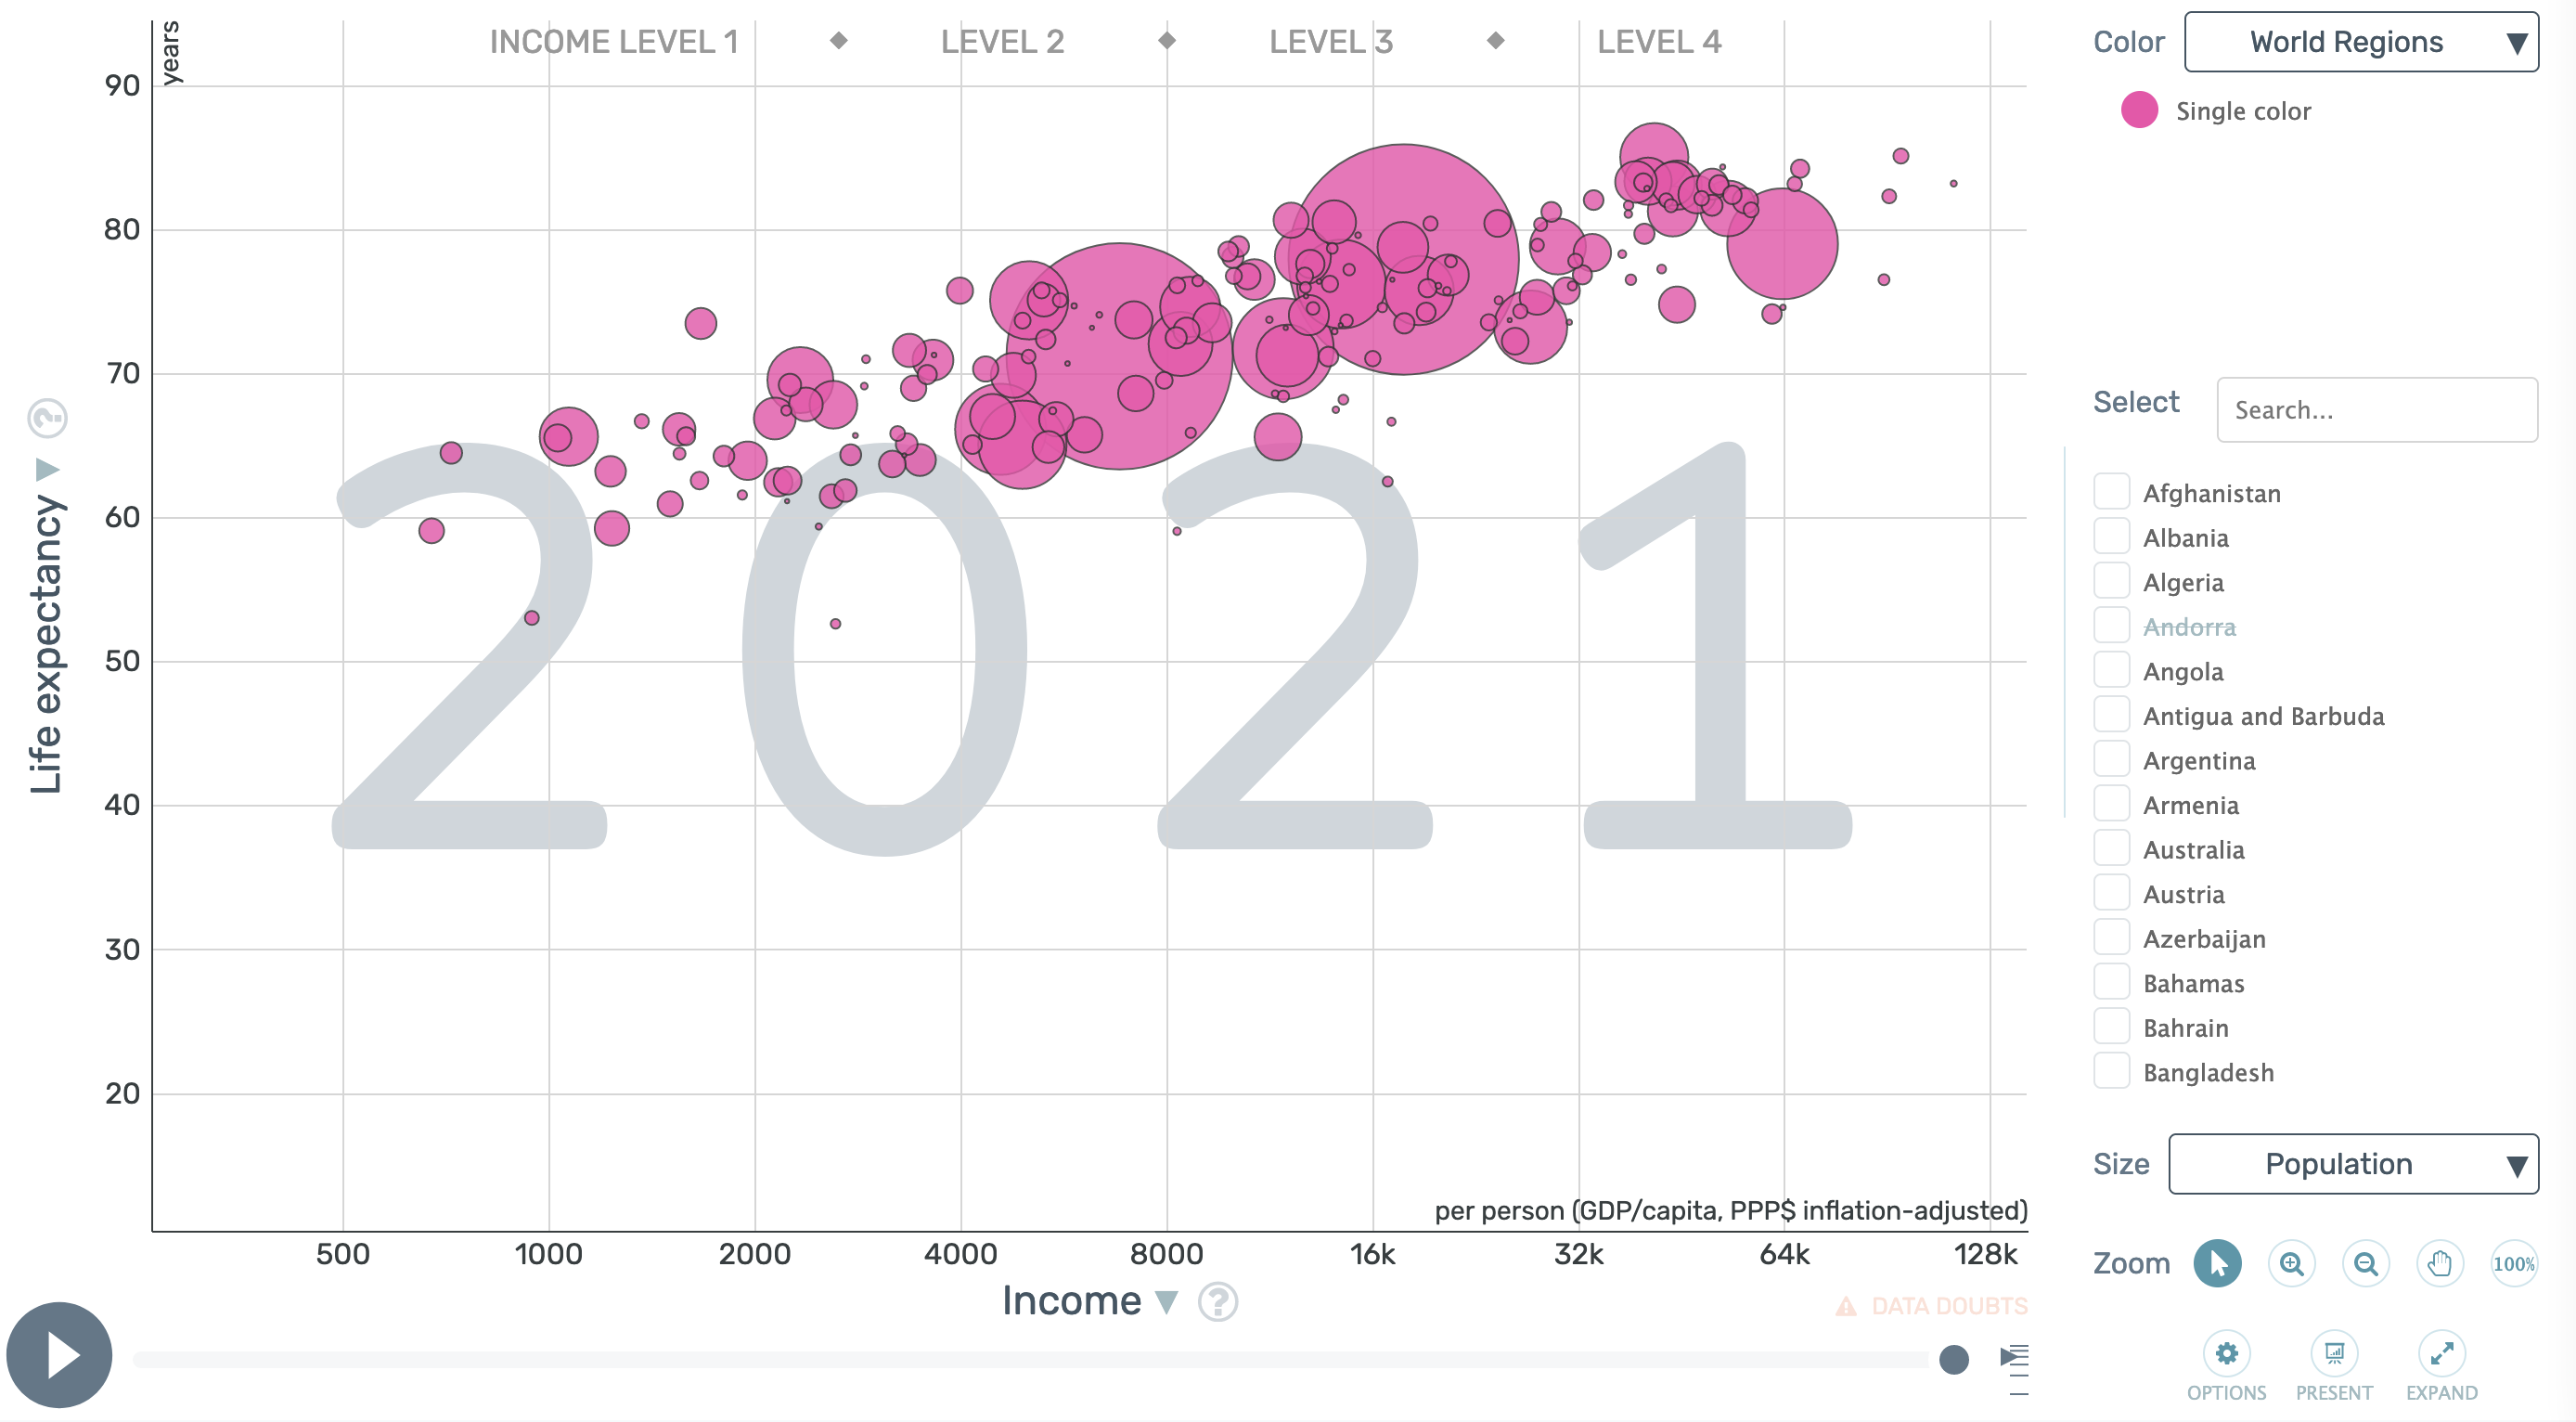 years
INCOME LEVEL 1 ◆ LEVEL 2 ◆ LEVEL 3 ◆ LEVEL 4
90
80
70
60
50
40
30
20
Life expectancy ▼
?
2021
per person (GDP/capita, PPP$ inflation-adjusted)
500 1000 2000 4000 8000 16k 32k 64k 128k
Income ▼ ?
DATA DOUBTS
Color World Regions ▼
Single color
Select Search...
Afghanistan
Albania
Algeria
Andorra
Angola
Antigua and Barbuda
Argentina
Armenia
Australia
Austria
Azerbaijan
Bahamas
Bahrain
Bangladesh
Size Population ▼
Zoom 100%
OPTIONS PRESENT EXPAND